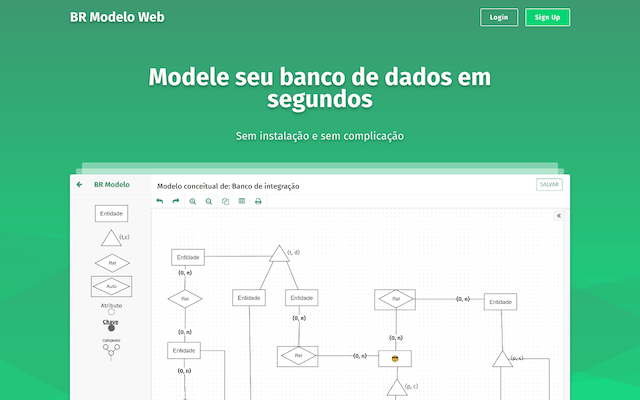 BR Modelo Web
Login
Sign Up
Modele seu banco de dados em
segundos
Sem instalação e sem complicação
BR Modelo
Modelo conceitual de: Banco de integração
SALVAR
Entidade
(t,c)
Rel
Auto
Atributo
Chave
Composto
Entidade
(t, d)
(0, n)
Rel
Entidade
Entidade
Rel
(0, n)
Entidade
(0, n)
(0, n)
(0, n)
Entidade
Rel
(0, n)
(0, n)
(p, c)
(0, n)
(p, c)